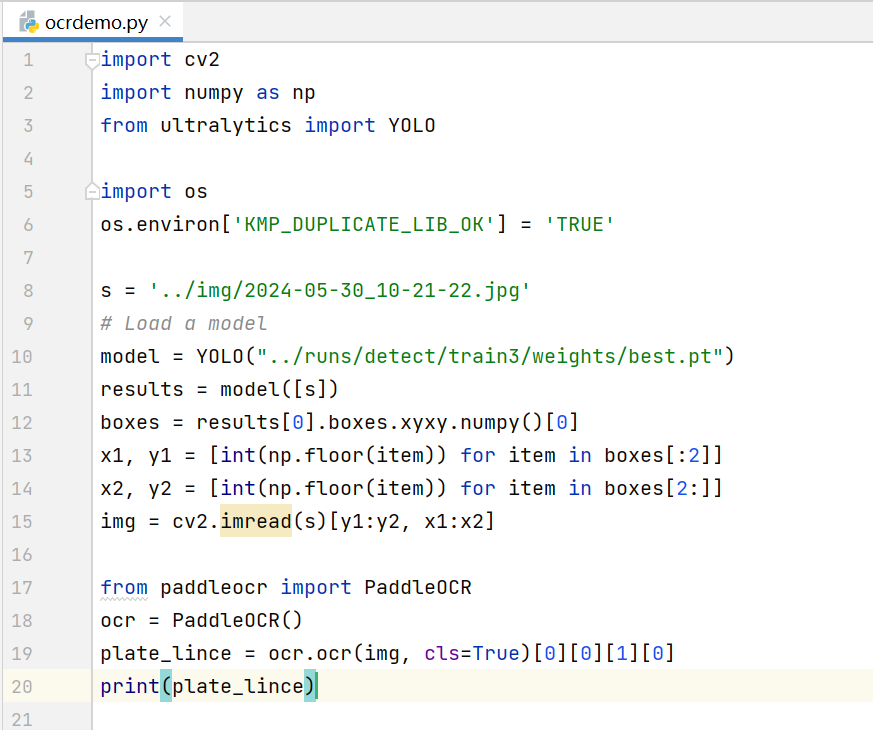 ocrdemo.py
1 import cv2
2 import numpy as np
3 from ultralytics import YOLO
4
5 import os
6 os.environ['KMP_DUPLICATE_LIB_OK'] = 'TRUE'
7
8 s = '../img/2024-05-30_10-21-22.jpg'
9 # Load a model
10 model = YOLO("../runs/detect/train3/weights/best.pt")
11 results = model([s])
12 boxes = results[0].boxes.xyxy.numpy()[0]
13 x1, y1 = [int(np.floor(item)) for item in boxes[:2]]
14 x2, y2 = [int(np.floor(item)) for item in boxes[2:]]
15 img = cv2.imread(s)[y1:y2, x1:x2]
16
17 from paddleocr import PaddleOCR
18 ocr = PaddleOCR()
19 plate_lince = ocr.ocr(img, cls=True)[0][0][1][0]
20 print(plate_lince)
21